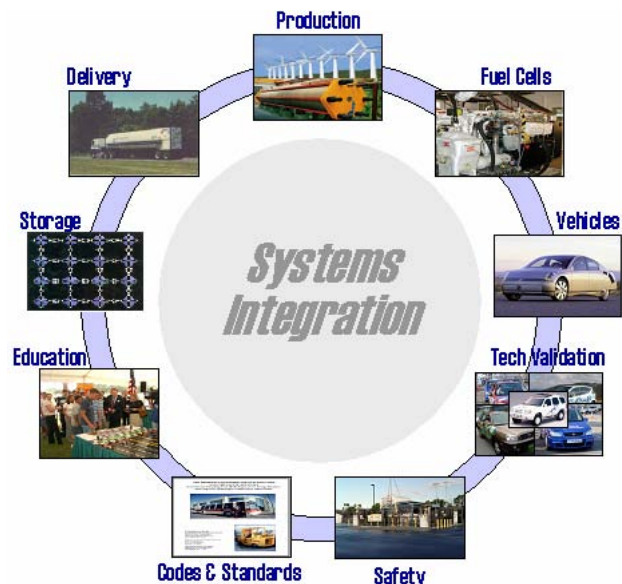 Production
Delivery
Fuel Cells
Storage
Vehicles
Systems
Integration
Education
Tech Validation
Codes & Standards
Safety